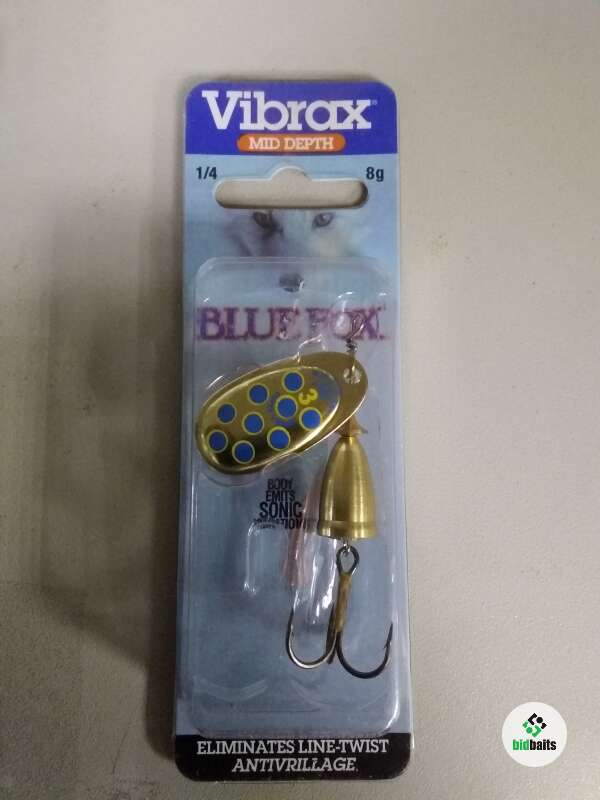 Vibrax®
MID DEPTH
1/4 8g
BLUE FOX
3
BODY
EMITS
SONIC
ELIMINATES LINE-TWIST
ANTIVRILLAGE
bidbaits